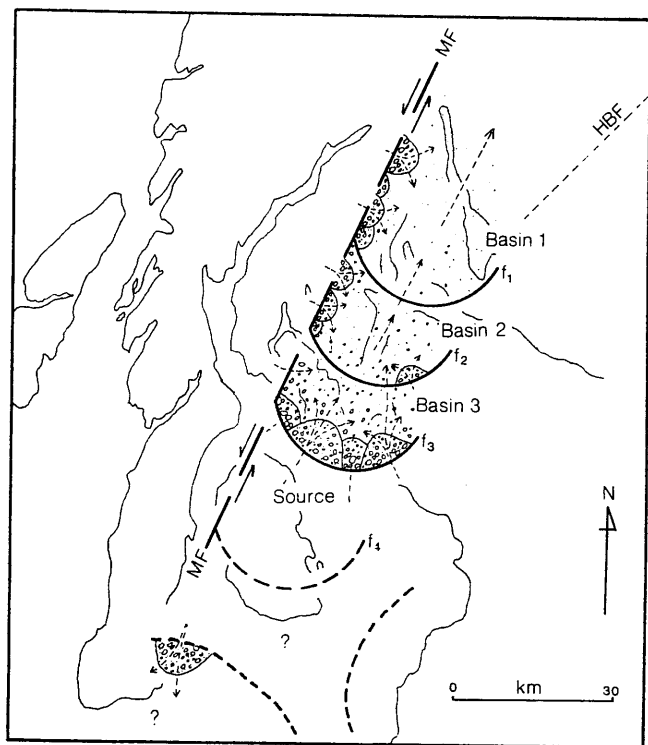 MF
HBF
Basin 1
f1
Basin 2
f2
Basin 3
f3
Source
N
MF
f4
?
?
0 km 30